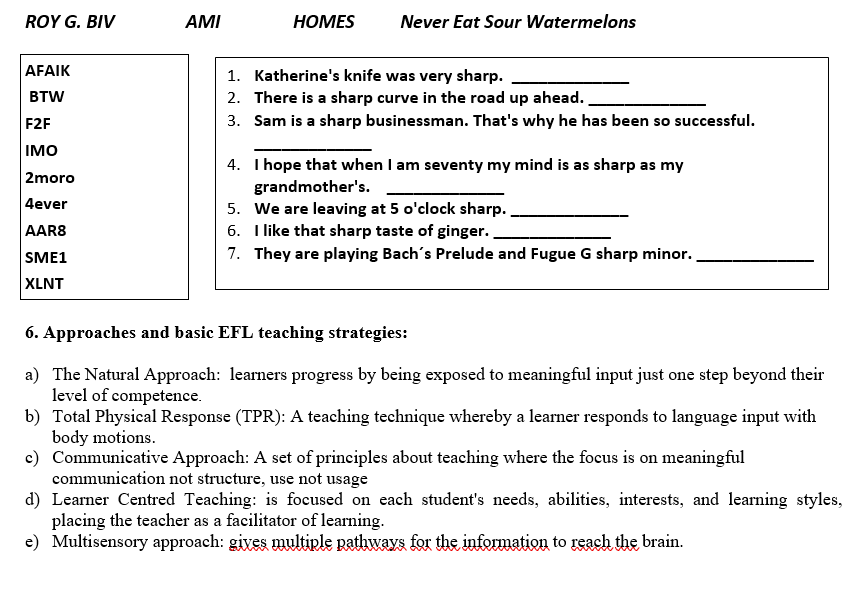 ROY G. BIV AMI HOMES Never Eat Sour Watermelons
AFAIK
BTW
F2F
IMO
2moro
4ever
AAR8
SME1
XLNT
1. Katherine's knife was very sharp. ______________
2. There is a sharp curve in the road up ahead. ______________
3. Sam is a sharp businessman. That's why he has been so successful.
______________
4. I hope that when I am seventy my mind is as sharp as my
grandmother's. ______________
5. We are leaving at 5 o'clock sharp. ______________
6. I like that sharp taste of ginger. ______________
7. They are playing Bach´s Prelude and Fugue G sharp minor. ______________
6. Approaches and basic EFL teaching strategies:
a) The Natural Approach: learners progress by being exposed to meaningful input just one step beyond their
level of competence.
b) Total Physical Response (TPR): A teaching technique whereby a learner responds to language input with
body motions.
c) Communicative Approach: A set of principles about teaching where the focus is on meaningful
communication not structure, use not usage
d) Learner Centred Teaching: is focused on each student's needs, abilities, interests, and learning styles,
placing the teacher as a facilitator of learning.
e) Multisensory approach: gives multiple pathways for the information to reach the brain.